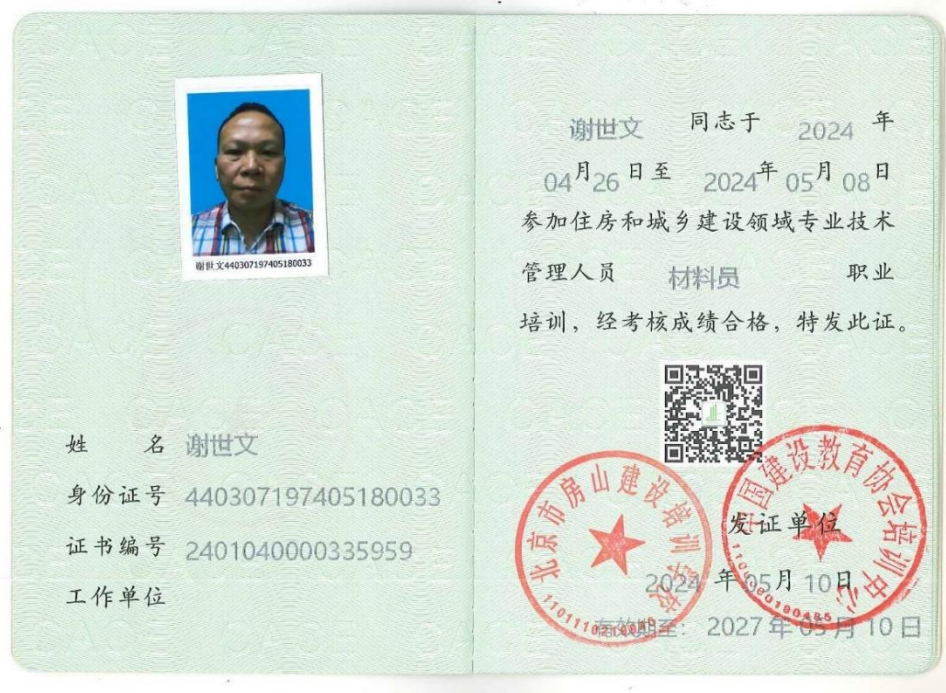 谢世文440307197405180033
姓 名 谢世文
身份证号 440307197405180033
证书编号 2401040000335959
工作单位
谢世文 同志于 2024 年
04月26日至 2024年05月08日
参加住房和城乡建设领域专业技术
管理人员 材料员 职业
培训，经考核成绩合格，特发此证。
北京市房山建设培训学校
中国建设教育协会培训中心
发证单位
2024 年 05月 10日
有效期至： 2027年05月10日